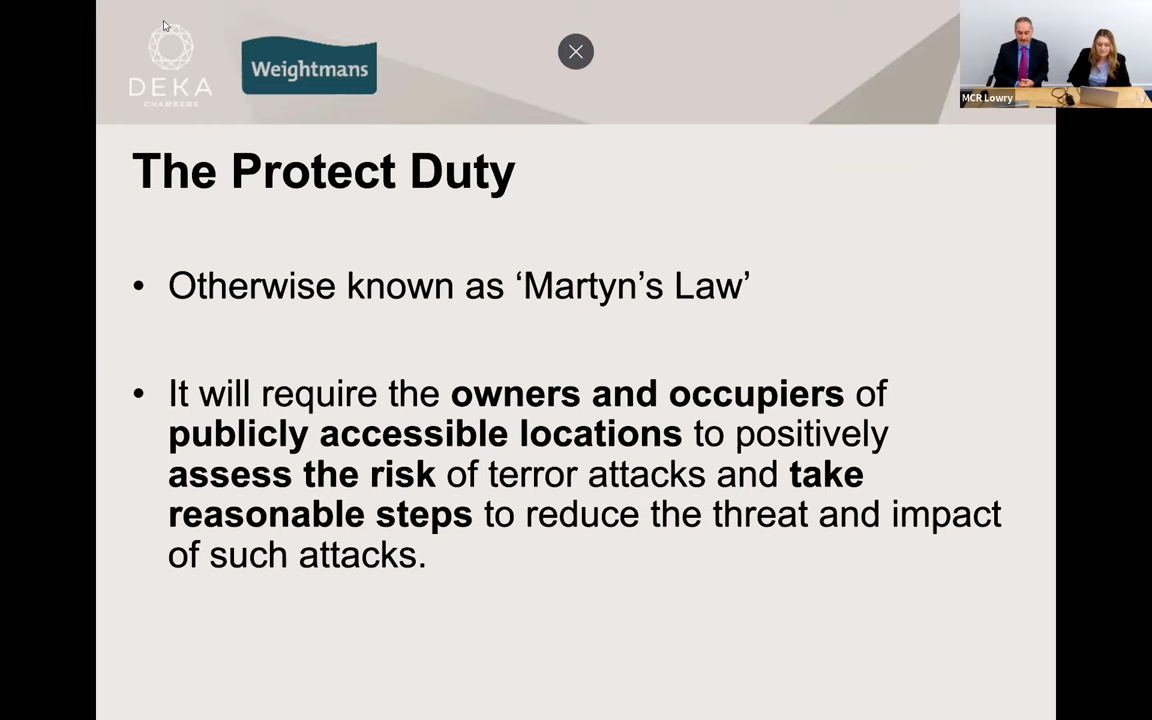 DEKA
CHAMBERS
Weightmans
MCR Lowry
The Protect Duty
• Otherwise known as ‘Martyn’s Law’
• It will require the owners and occupiers of
publicly accessible locations to positively
assess the risk of terror attacks and take
reasonable steps to reduce the threat and impact
of such attacks.